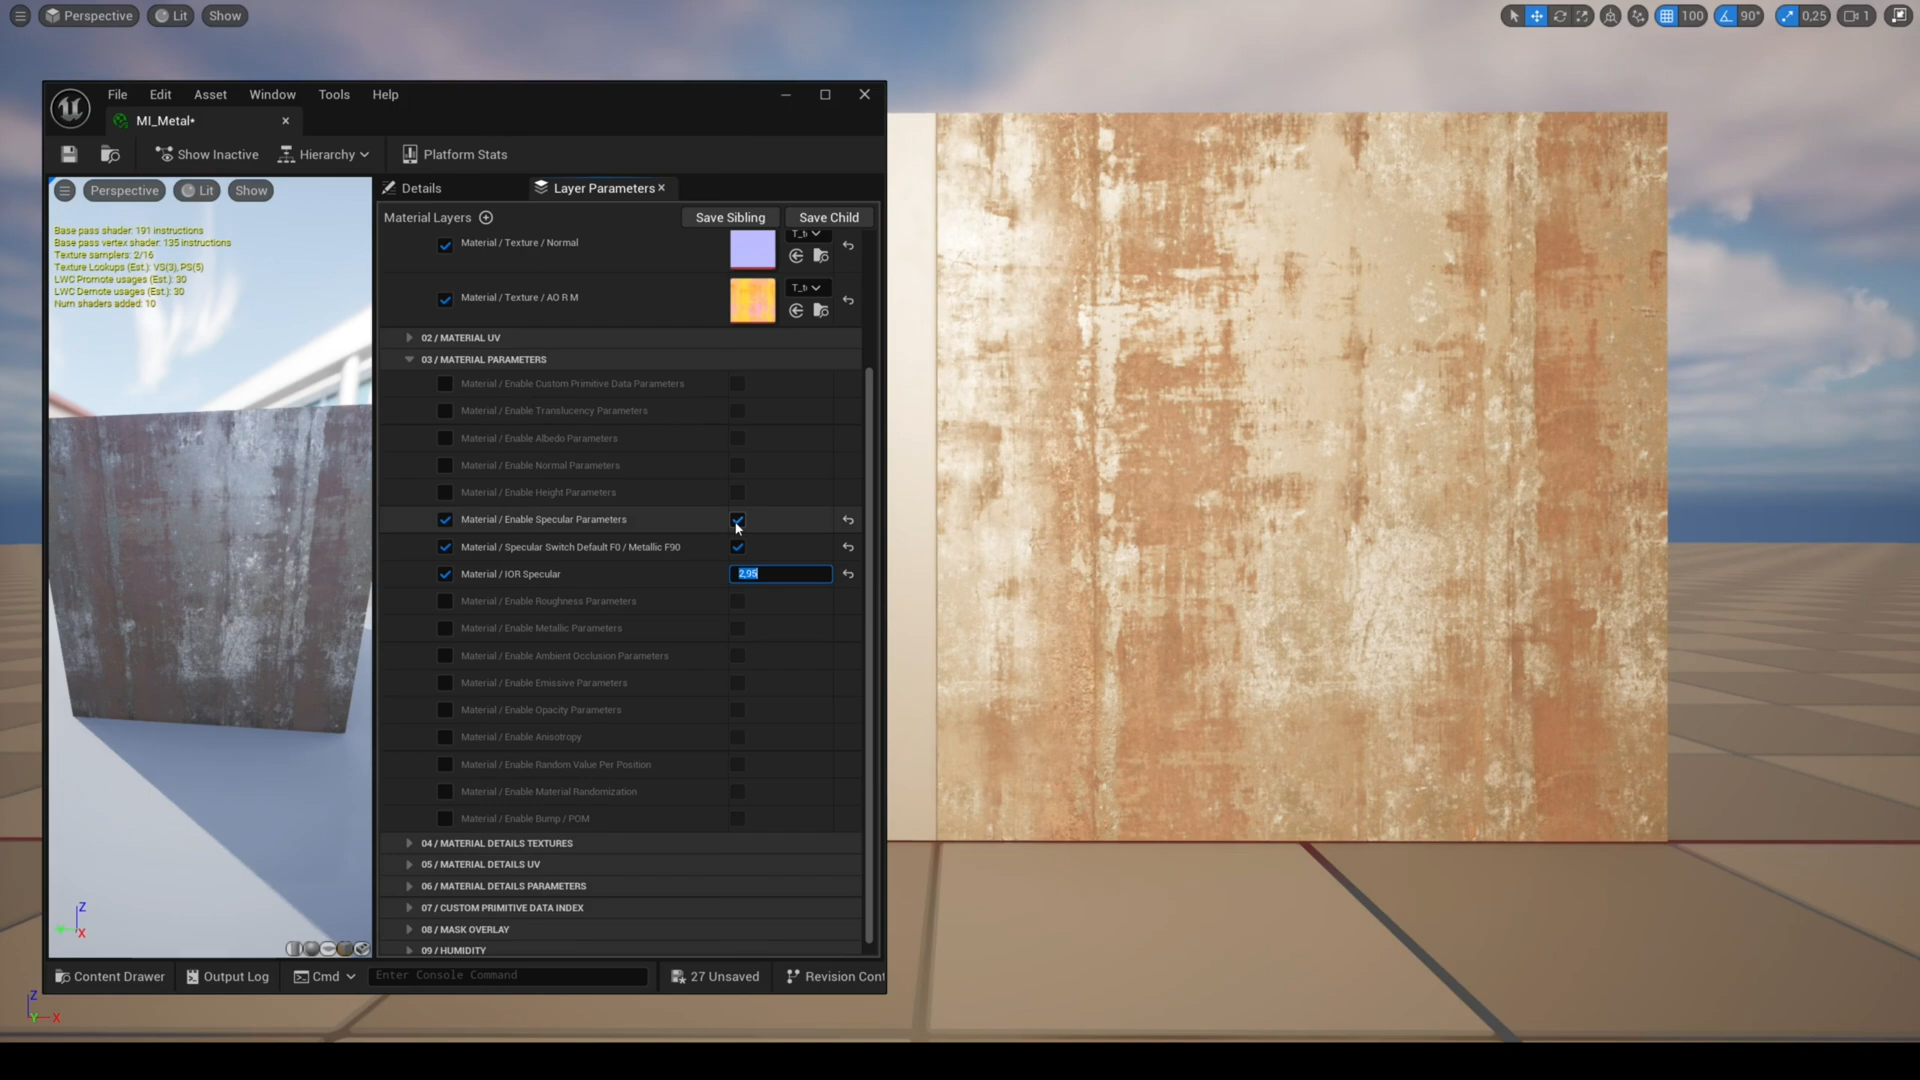 Perspective Lit Show
100 90° 0,25 1
File Edit Asset Window Tools Help
MI_Metal*
Show Inactive Hierarchy Platform Stats
Perspective Lit Show
Base pass shader: 191 instructions
Base pass vertex shader: 135 instructions
Texture samplers: 2/16
Texture Lookups (Est.): VS(3), PS(5)
LWC Promote usages (Est.): 30
LWC Demote usages (Est.): 30
Num shaders added: 10
Details Layer Parameters
Material Layers Save Sibling Save Child
Material / Texture / Normal
Material / Texture / AO R M
02 / MATERIAL UV
03 / MATERIAL PARAMETERS
Material / Enable Custom Primitive Data Parameters
Material / Enable Translucency Parameters
Material / Enable Albedo Parameters
Material / Enable Normal Parameters
Material / Enable Height Parameters
Material / Enable Specular Parameters
Material / Specular Switch Default F0 / Metallic F90
Material / IOR Specular 2,95
Material / Enable Roughness Parameters
Material / Enable Metallic Parameters
Material / Enable Ambient Occlusion Parameters
Material / Enable Emissive Parameters
Material / Enable Opacity Parameters
Material / Enable Anisotropy
Material / Enable Random Value Per Position
Material / Enable Material Randomization
Material / Enable Bump / POM
04 / MATERIAL DETAILS TEXTURES
05 / MATERIAL DETAILS UV
06 / MATERIAL DETAILS PARAMETERS
07 / CUSTOM PRIMITIVE DATA INDEX
08 / MASK OVERLAY
09 / HUMIDITY
Z
X
Content Drawer Output Log Cmd Enter Console Command 27 Unsaved Revision Cont
Z
Y X